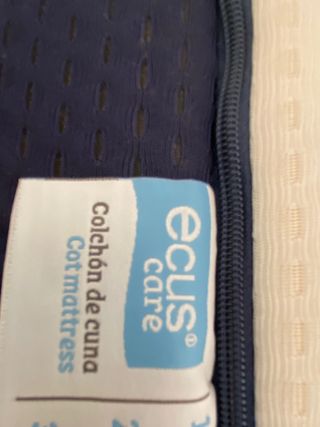 ecus®
care
Colchón de cuna
Cot mattress